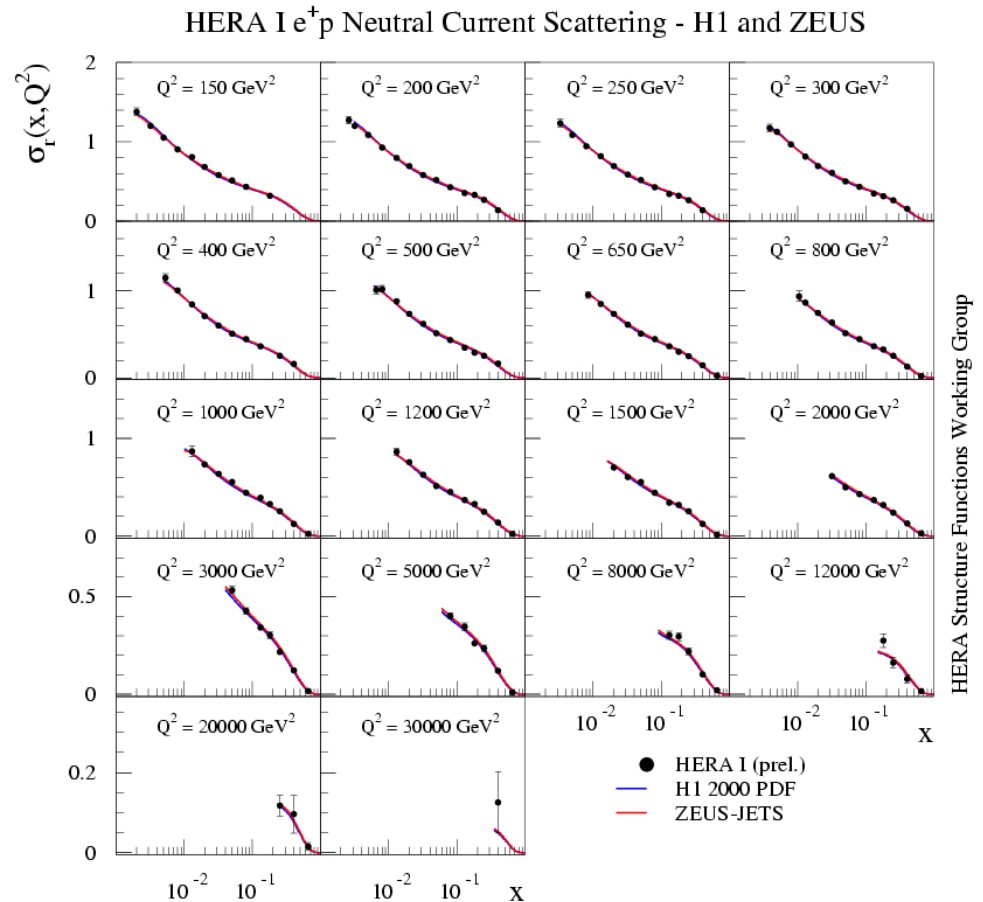 HERA I e⁺p Neutral Current Scattering - H1 and ZEUS
σr(x,Q²)
2
Q² = 150 GeV²
Q² = 200 GeV²
Q² = 250 GeV²
Q² = 300 GeV²
1
0
Q² = 400 GeV²
Q² = 500 GeV²
Q² = 650 GeV²
Q² = 800 GeV²
1
0
Q² = 1000 GeV²
Q² = 1200 GeV²
Q² = 1500 GeV²
Q² = 2000 GeV²
1
0
Q² = 3000 GeV²
Q² = 5000 GeV²
Q² = 8000 GeV²
Q² = 12000 GeV²
0.5
0
Q² = 20000 GeV²
Q² = 30000 GeV²
10⁻² 10⁻¹
10⁻² 10⁻¹ x
0.2
0
10⁻² 10⁻¹
10⁻² 10⁻¹ x
HERA I (prel.)
H1 2000 PDF
ZEUS-JETS
HERA Structure Functions Working Group